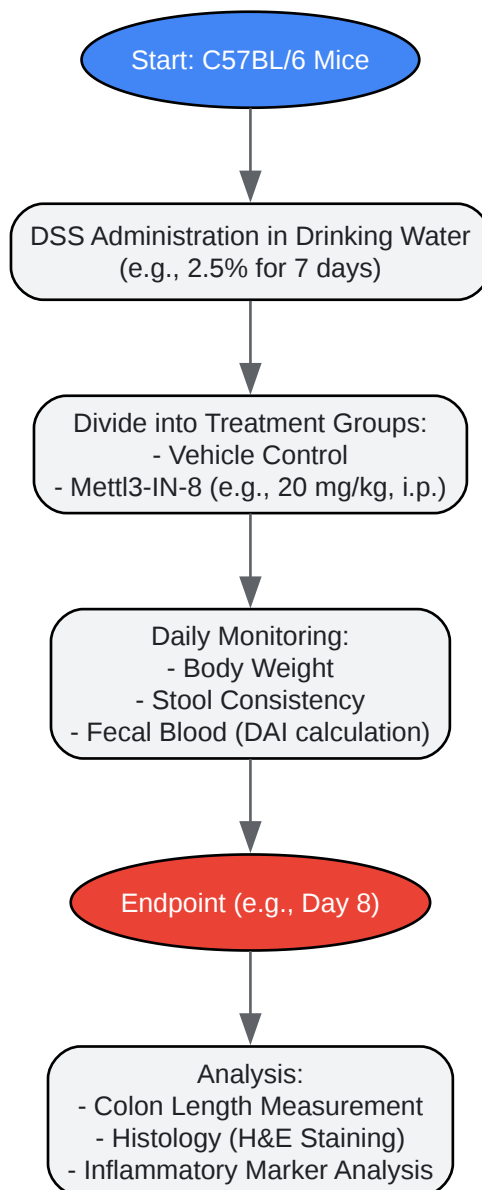 Start: C57BL/6 Mice
DSS Administration in Drinking Water
(e.g., 2.5% for 7 days)
Divide into Treatment Groups:
- Vehicle Control
- Mettl3-IN-8 (e.g., 20 mg/kg, i.p.)
Daily Monitoring:
- Body Weight
- Stool Consistency
- Fecal Blood (DAI calculation)
Endpoint (e.g., Day 8)
Analysis:
- Colon Length Measurement
- Histology (H&E Staining)
- Inflammatory Marker Analysis